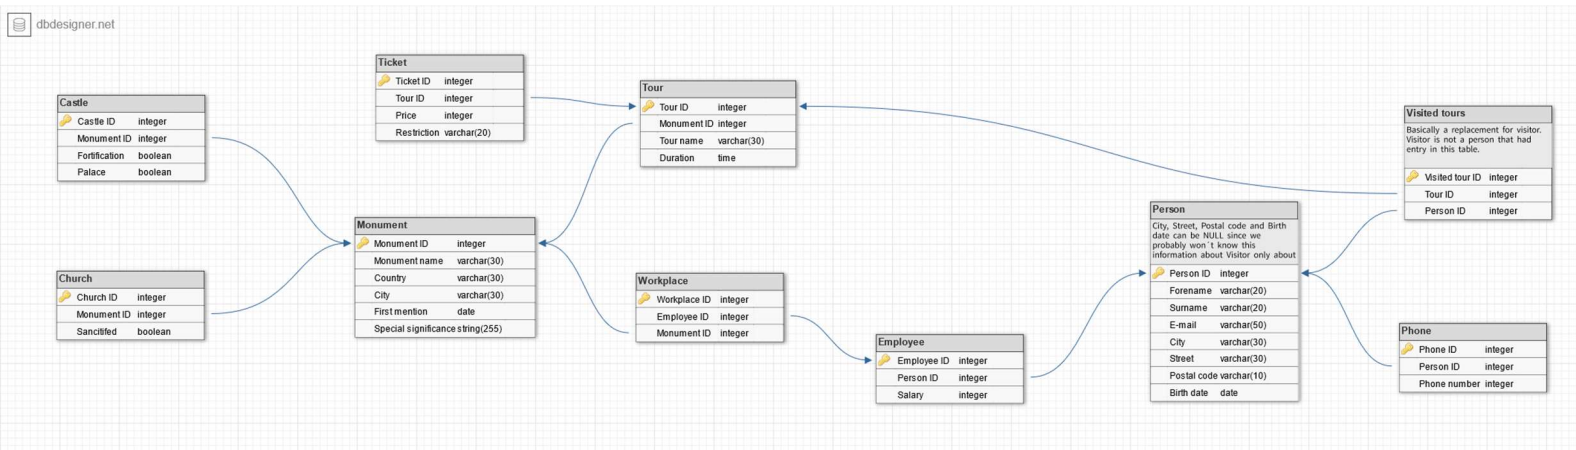 dbdesigner.net
Ticket
Ticket ID integer
Tour ID integer
Price integer
Restriction varchar(20)
Tour
Tour ID integer
Monument ID integer
Tour name varchar(30)
Duration time
Castle
Castle ID integer
Monument ID integer
Fortification boolean
Palace boolean
Visited tours
Basically a replacement for visitor.
Visitor is not a person that had
entry in this table.
Visited tour ID integer
Tour ID integer
Person ID integer
Monument
Monument ID integer
Monument name varchar(30)
Country varchar(30)
City varchar(30)
First mention date
Special significance string(255)
Person
City, Street, Postal code and Birth
date can be NULL since we
probably won´t know this
information about Visitor only about
Person ID integer
Forename varchar(20)
Surname varchar(20)
E-mail varchar(50)
City varchar(30)
Street varchar(30)
Postal code varchar(10)
Birth date date
Church
Church ID integer
Monument ID integer
Sancitifed boolean
Workplace
Workplace ID integer
Employee ID integer
Monument ID integer
Employee
Employee ID integer
Person ID integer
Salary integer
Phone
Phone ID integer
Person ID integer
Phone number integer